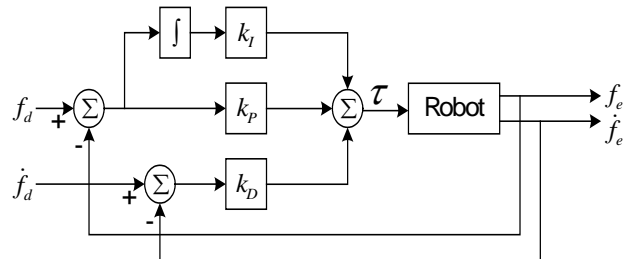 ∫
k_I
f_d
+
Σ
-
k_P
Σ
τ
Robot
f_e
ḟ_e
ḟ_d
+
Σ
-
k_D